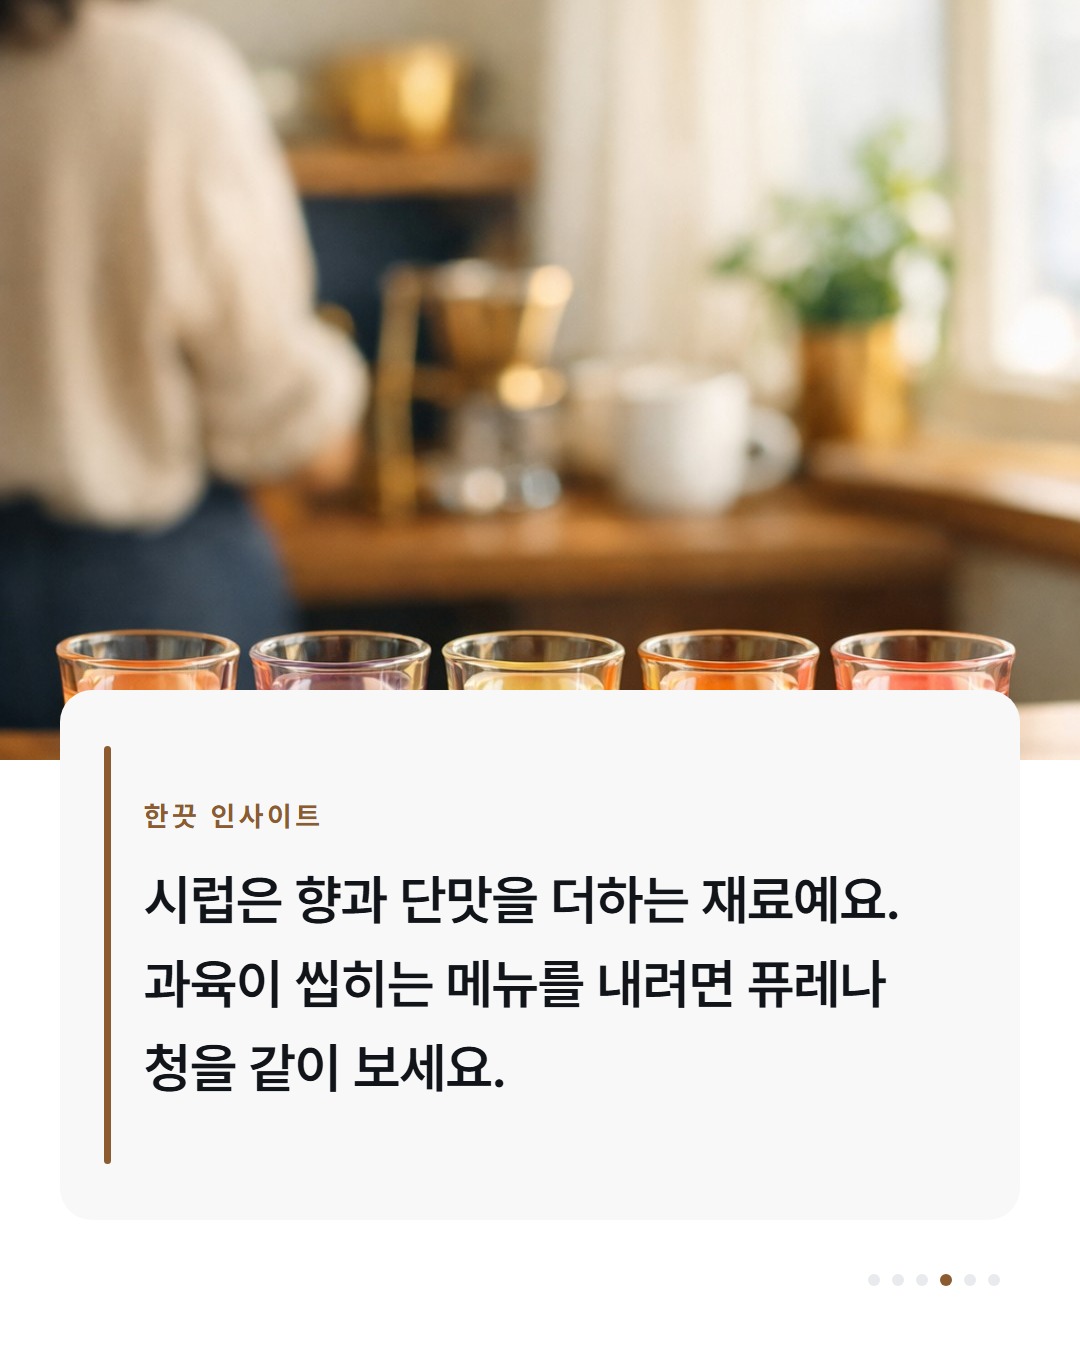 한끗 인사이트
시럽은 향과 단맛을 더하는 재료예요.
과육이 씹히는 메뉴를 내려면 퓨레나
청을 같이 보세요.